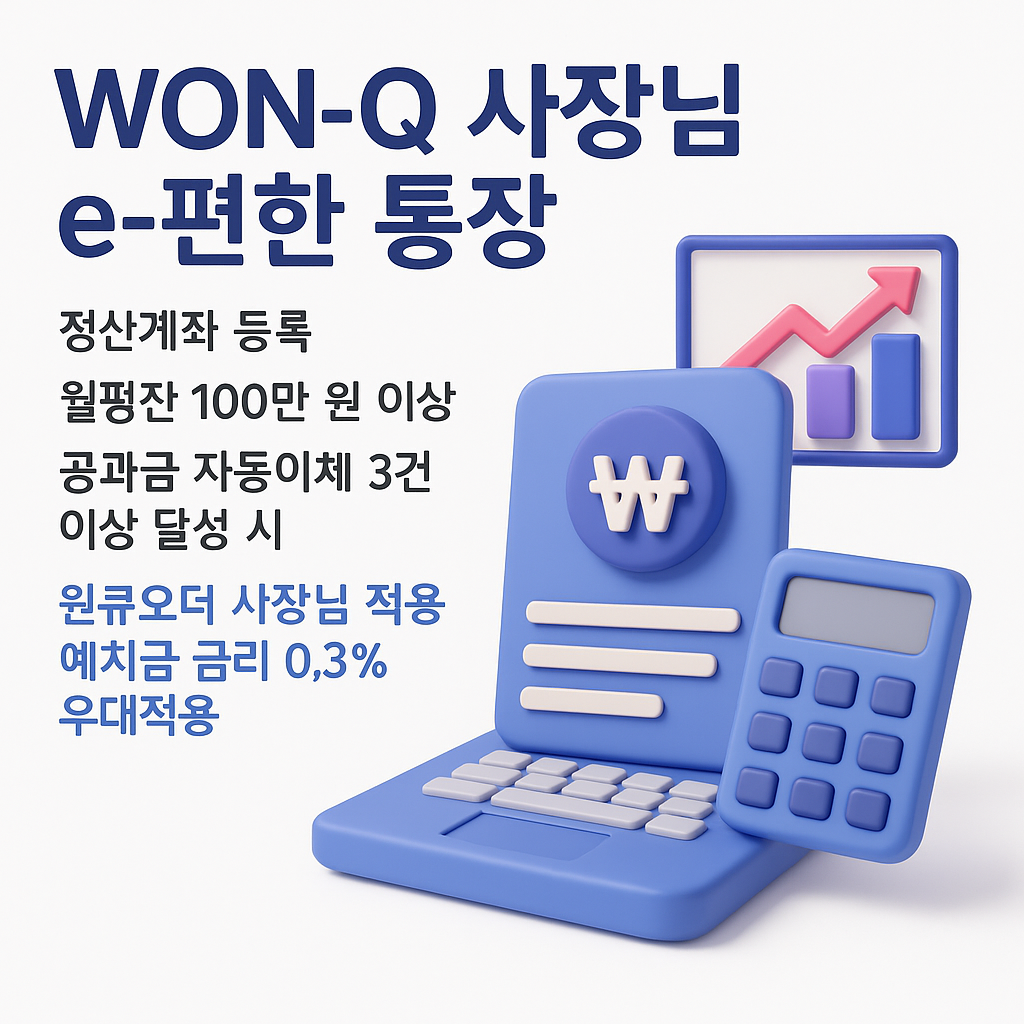 WON-Q 사장님
e-편한 통장
정산계좌 등록
월평잔 100만 원 이상
공과금 자동이체 3건
이상 달성 시
원큐오더 사장님 적용
예치금 금리 0,3%
우대적용
₩